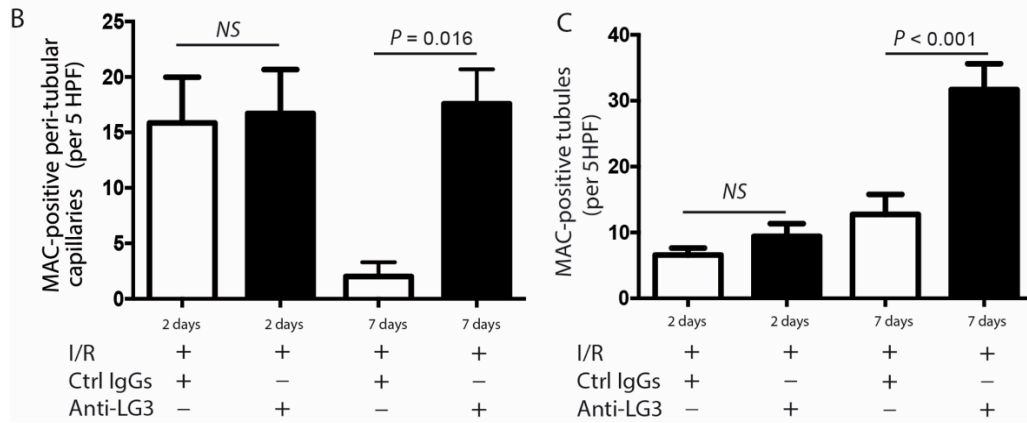 B
MAC-positive peri-tubular
capillaries (per 5 HPF)
25
20
15
10
5
0
NS
P = 0.016
2 days 2 days 7 days 7 days
I/R + + + +
Ctrl IgGs + – + –
Anti-LG3 – + – +
C
MAC-positive tubules
(per 5HPF)
40
30
20
10
0
NS
P < 0.001
2 days 2 days 7 days 7 days
I/R + + + +
Ctrl IgGs + – + –
Anti-LG3 – + – +